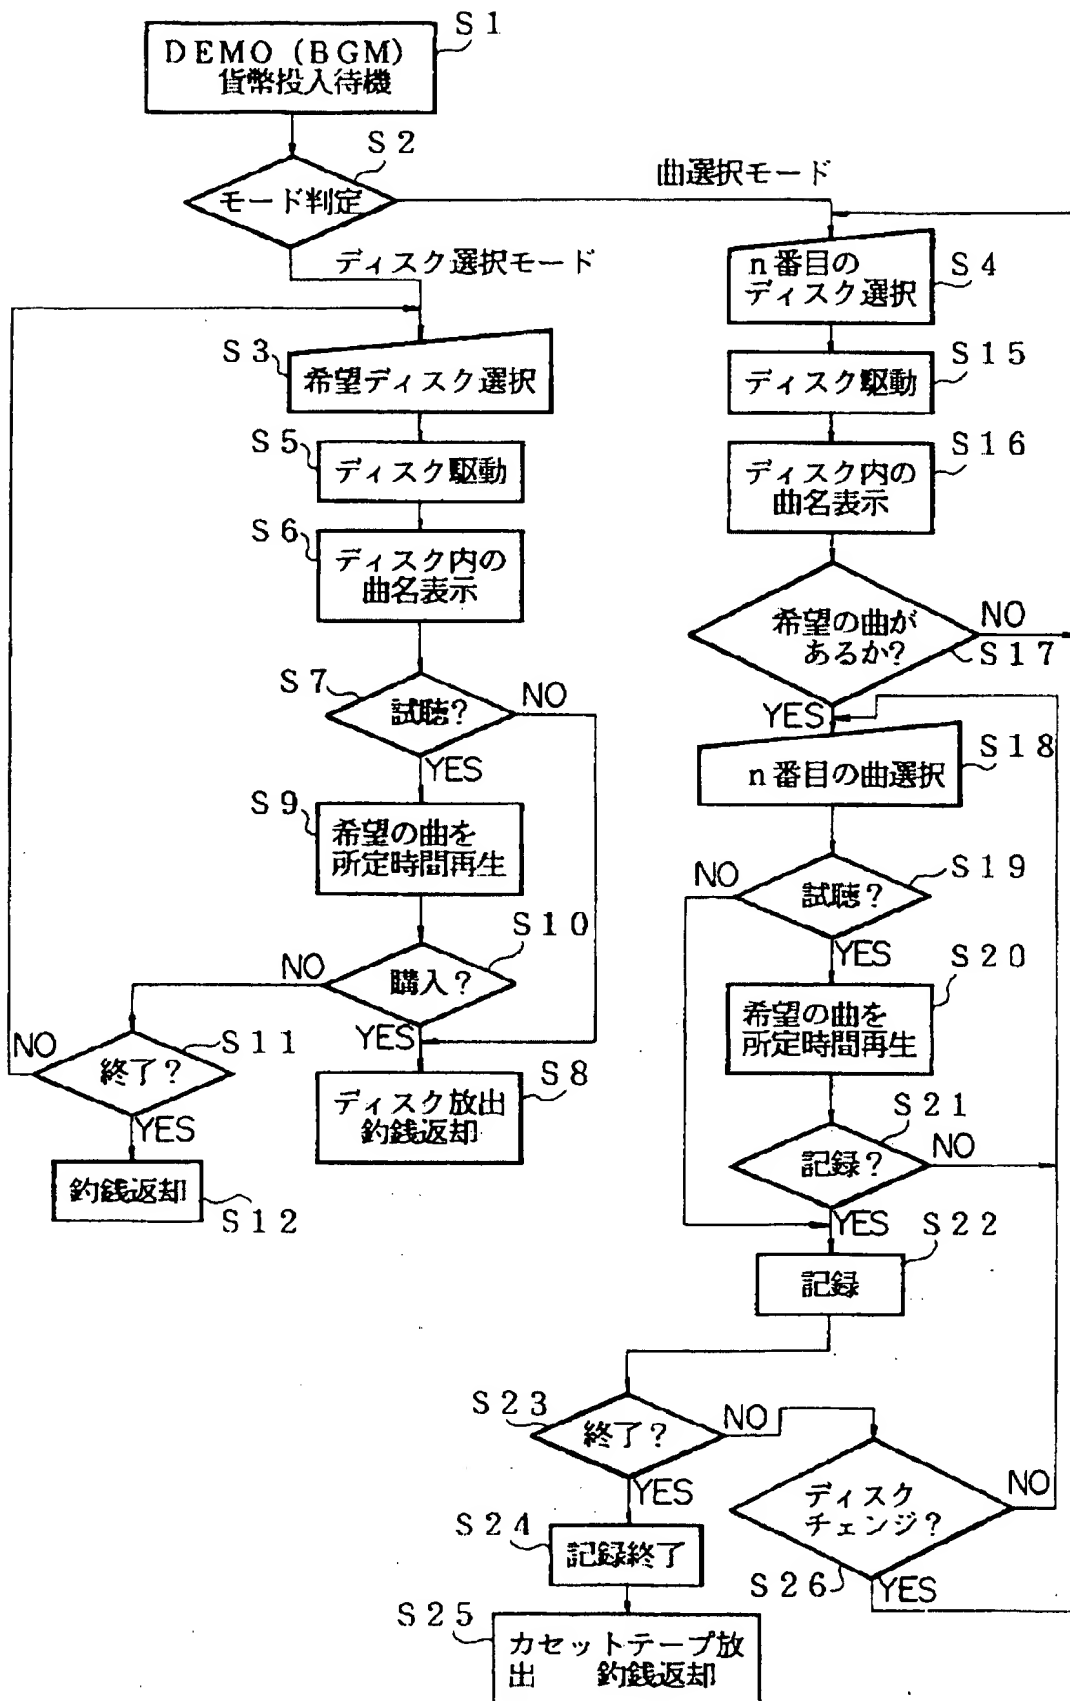 S1
DEMO (BGM)
貨幣投入待機
S2
モード判定
曲選択モード
ディスク選択モード
S3
希望ディスク選択
S5
ディスク駆動
S6
ディスク内の
曲名表示
S7
試聴?
NO
YES
S9
希望の曲を
所定時間再生
S10
購入?
NO
YES
S11
終了?
NO
YES
S8
ディスク放出
釣銭返却
釣銭返却
S12
n番目の
ディスク選択
S4
S15
ディスク駆動
S16
ディスク内の
曲名表示
希望の曲が
あるか?
NO
S17
YES
S18
n番目の曲選択
S19
試聴?
NO
YES
S20
希望の曲を
所定時間再生
S21
記録?
NO
YES
S22
記録
S23
終了?
NO
YES
ディスク
チェンジ?
NO
S26
YES
S24
記録終了
S25
カセットテープ放
出 釣銭返却